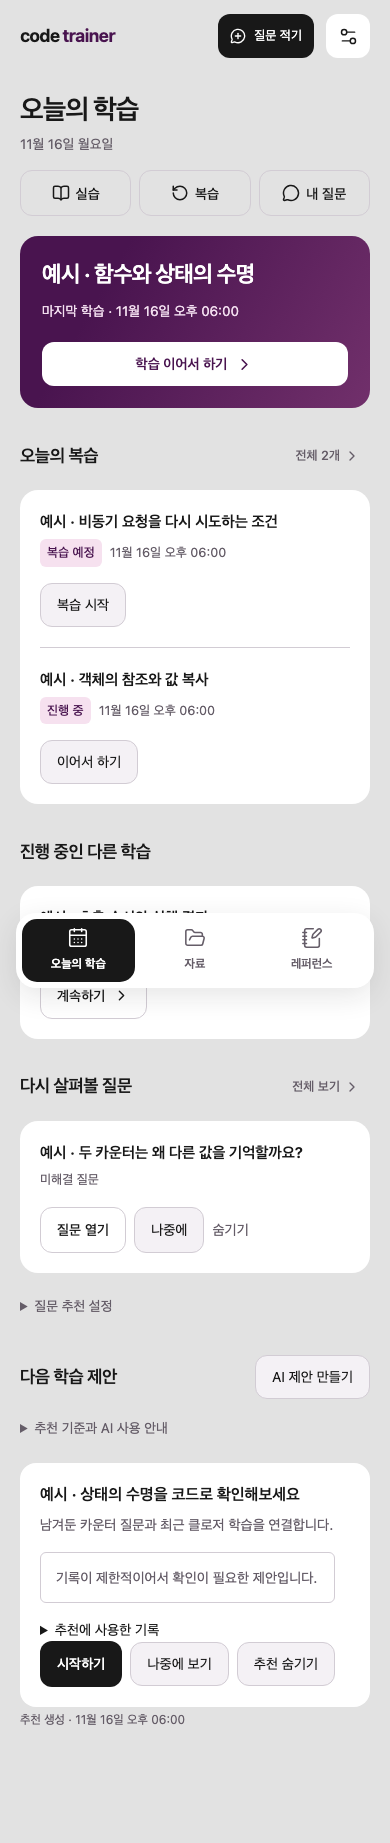 code trainer
질문 적기
오늘의 학습
11월 16일 월요일
실습
복습
내 질문
예시 · 함수와 상태의 수명
마지막 학습 · 11월 16일 오후 06:00
학습 이어서 하기
오늘의 복습
전체 2개
예시 · 비동기 요청을 다시 시도하는 조건
복습 예정
11월 16일 오후 06:00
복습 시작
예시 · 객체의 참조와 값 복사
진행 중
11월 16일 오후 06:00
이어서 하기
진행 중인 다른 학습
오늘의 학습
자료
레퍼런스
계속하기
다시 살펴볼 질문
전체 보기
예시 · 두 카운터는 왜 다른 값을 기억할까요?
미해결 질문
질문 열기
나중에
숨기기
질문 추천 설정
다음 학습 제안
AI 제안 만들기
추천 기준과 AI 사용 안내
예시 · 상태의 수명을 코드로 확인해보세요
남겨둔 카운터 질문과 최근 클로저 학습을 연결합니다.
기록이 제한적이어서 확인이 필요한 제안입니다.
추천에 사용한 기록
시작하기
나중에 보기
추천 숨기기
추천 생성 · 11월 16일 오후 06:00